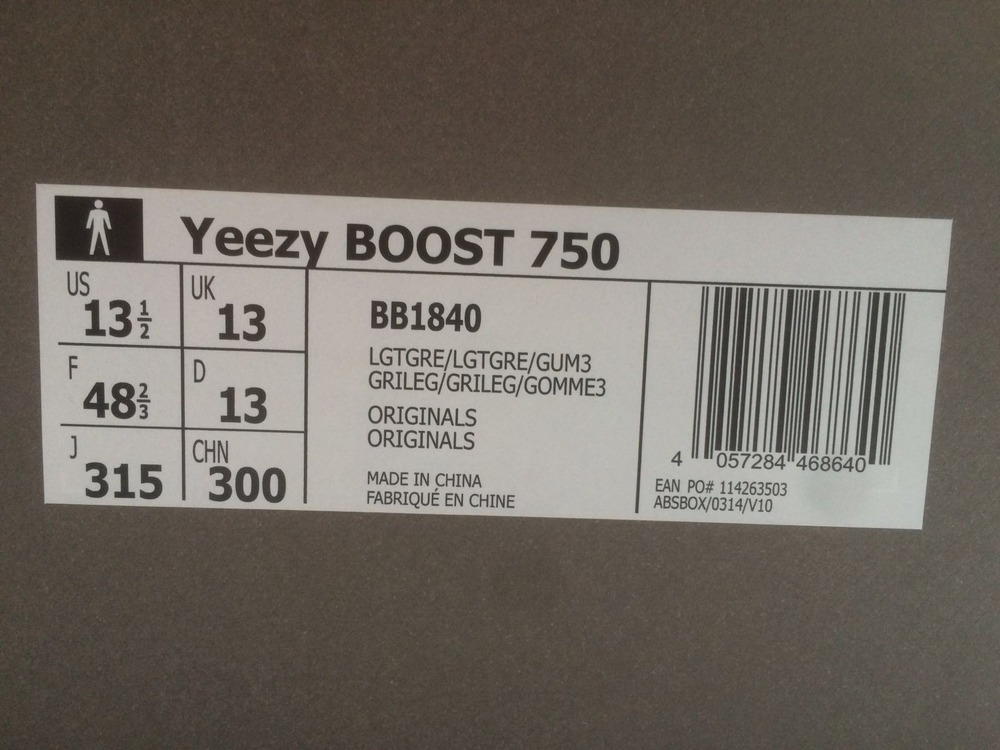 Yeezy BOOST 750
US
13 1/2
UK
13
F
48 2/3
D
13
J
315
CHN
300
BB1840
LGTGRE/LGTGRE/GUM3
GRILEG/GRILEG/GOMME3
ORIGINALS
ORIGINALS
MADE IN CHINA
FABRIQUÉ EN CHINE
4 057284 468640
EAN PO# 114263503
ABSBOX/0314/V10